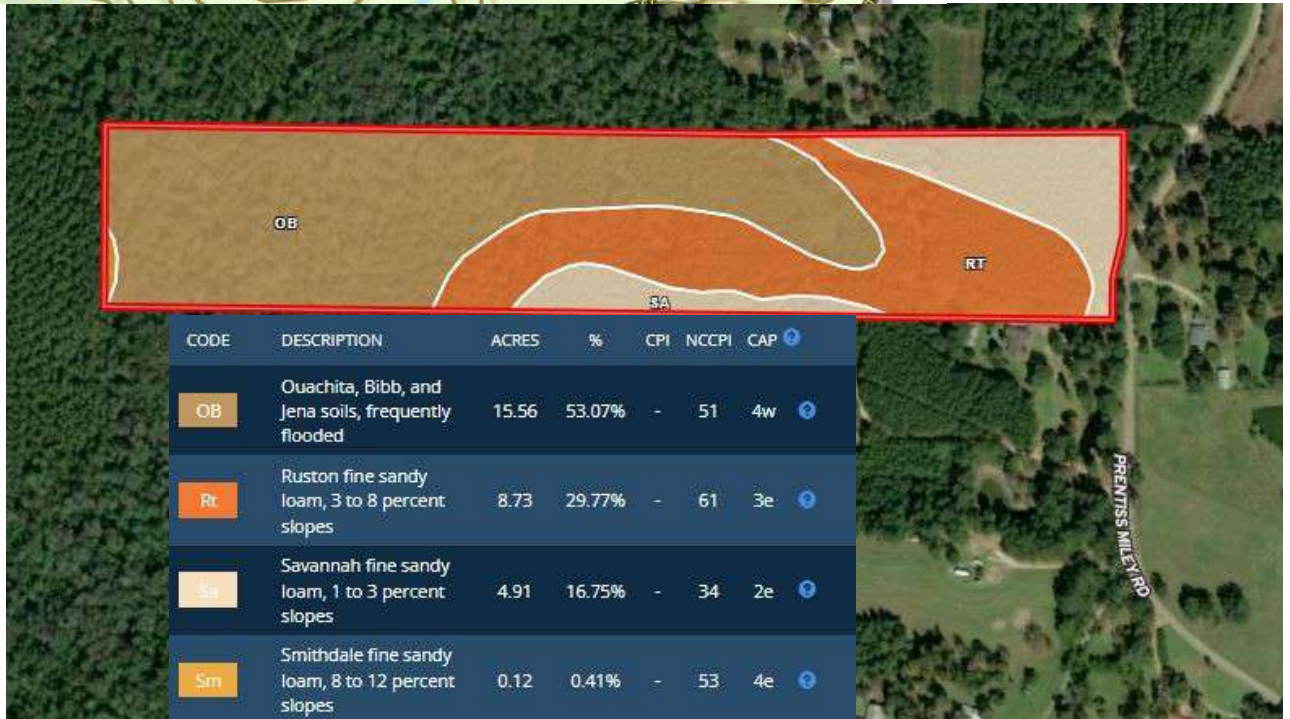 OB
RT
SA
PRENTISS MILEY RD
CODE DESCRIPTION ACRES % CPI NCCPI CAP ?
OB Ouachita, Bibb, and Jena soils, frequently flooded 15.56 53.07% - 51 4w ?
Rt Ruston fine sandy loam, 3 to 8 percent slopes 8.73 29.77% - 61 3e ?
Sa Savannah fine sandy loam, 1 to 3 percent slopes 4.91 16.75% - 34 2e ?
Sm Smithdale fine sandy loam, 8 to 12 percent slopes 0.12 0.41% - 53 4e ?